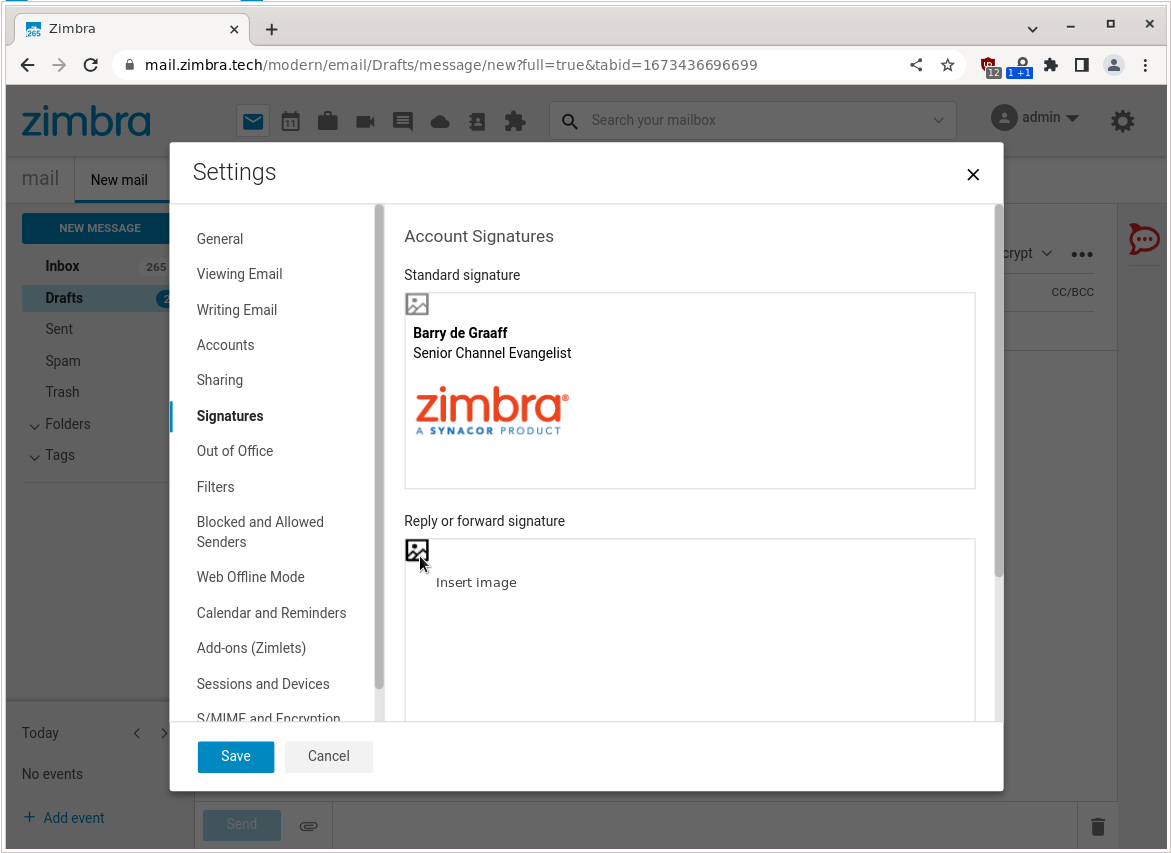 Zimbra
mail.zimbra.tech/modern/email/Drafts/message/new?full=true&tabid=1673436696699
12
1 +1
zimbra
11
Search your mailbox
admin
mail
New mail
Settings
NEW MESSAGE
Inbox
265
Drafts
2
Sent
Spam
Trash
Folders
Tags
General
Viewing Email
Writing Email
Accounts
Sharing
Signatures
Out of Office
Filters
Blocked and Allowed
Senders
Web Offline Mode
Calendar and Reminders
Add-ons (Zimlets)
Sessions and Devices
S/MIME and Encryption
Account Signatures
Standard signature
Barry de Graaff
Senior Channel Evangelist
zimbra®
A SYNACOR PRODUCT
Reply or forward signature
Insert image
crypt
CC/BCC
Save
Cancel
Today
No events
+ Add event
Send